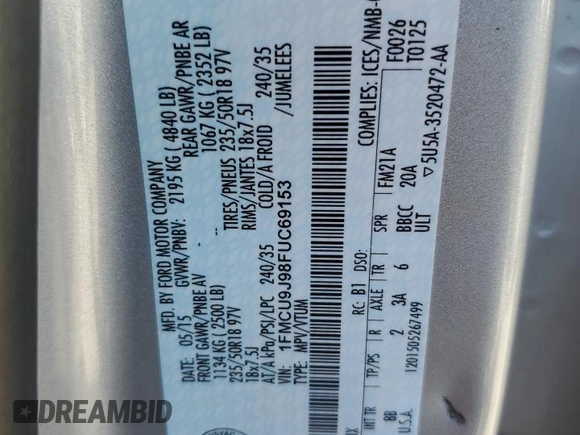 MFD. BY FORD MOTOR COMPANY
05/15 GVWR/PNBV: 2195 KG ( 4840 LB)
FRONT GAWR/PNBE AV REAR GAWR/PNBE AR
1134 KG ( 2500 LB) 1067 KG ( 2352 LB)
235/50R18 97V TIRES/PNEUS 235/50R18 97V
18x7.5J RIMS/JANTES 18x7.5J
AT/A kPa/PSI/LPC 240/35 COLD/A FROID 240/35
VIN: 1FMCU9J98FUC69153 /JUMELEES
TYPE: MPV/VTUM
COMPLIES: ICES/NMB-
RC: B1 DSO: F0026
T0125
INT TR TP/PS R AXLE TR SPR FM21A
8B 2 3A 6 BBCC 20A
U.S.A. ULT ▽5U5A-3520472-AA
1201505267499
DREAMBID